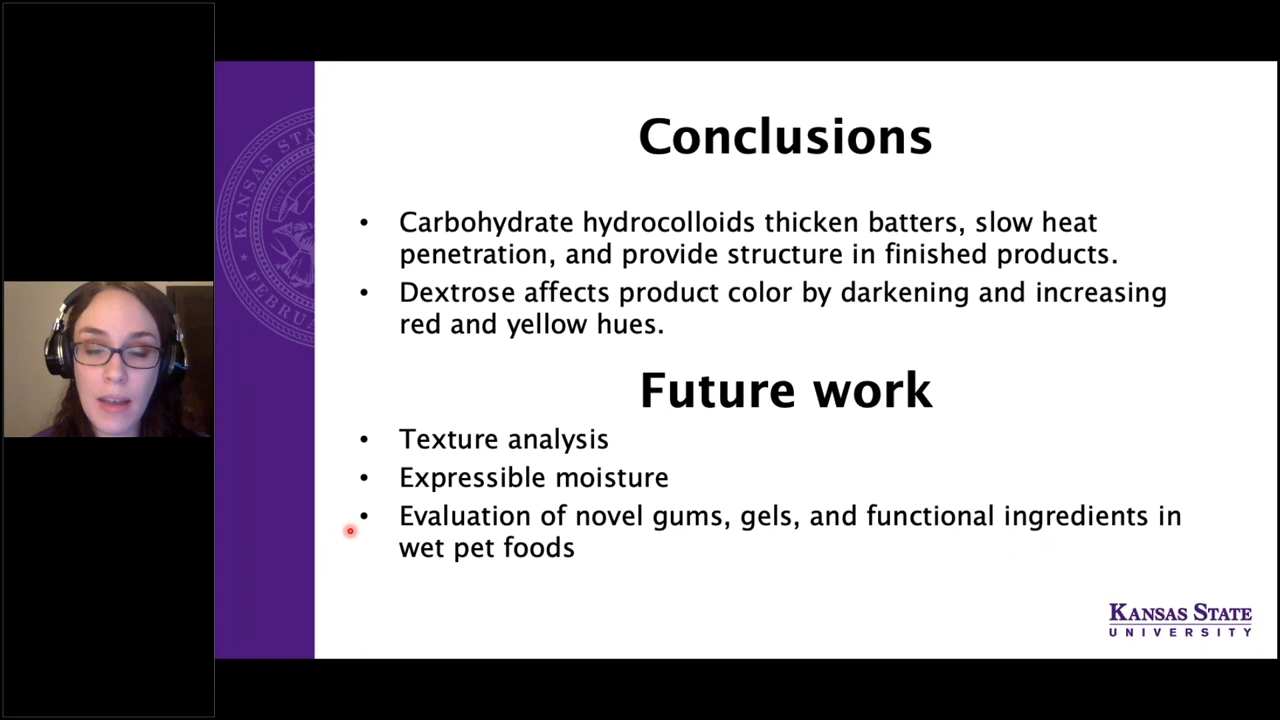 Conclusions
• Carbohydrate hydrocolloids thicken batters, slow heat
penetration, and provide structure in finished products.
• Dextrose affects product color by darkening and increasing
red and yellow hues.
Future work
• Texture analysis
• Expressible moisture
• Evaluation of novel gums, gels, and functional ingredients in
wet pet foods
KANSAS STATE
UNIVERSITY